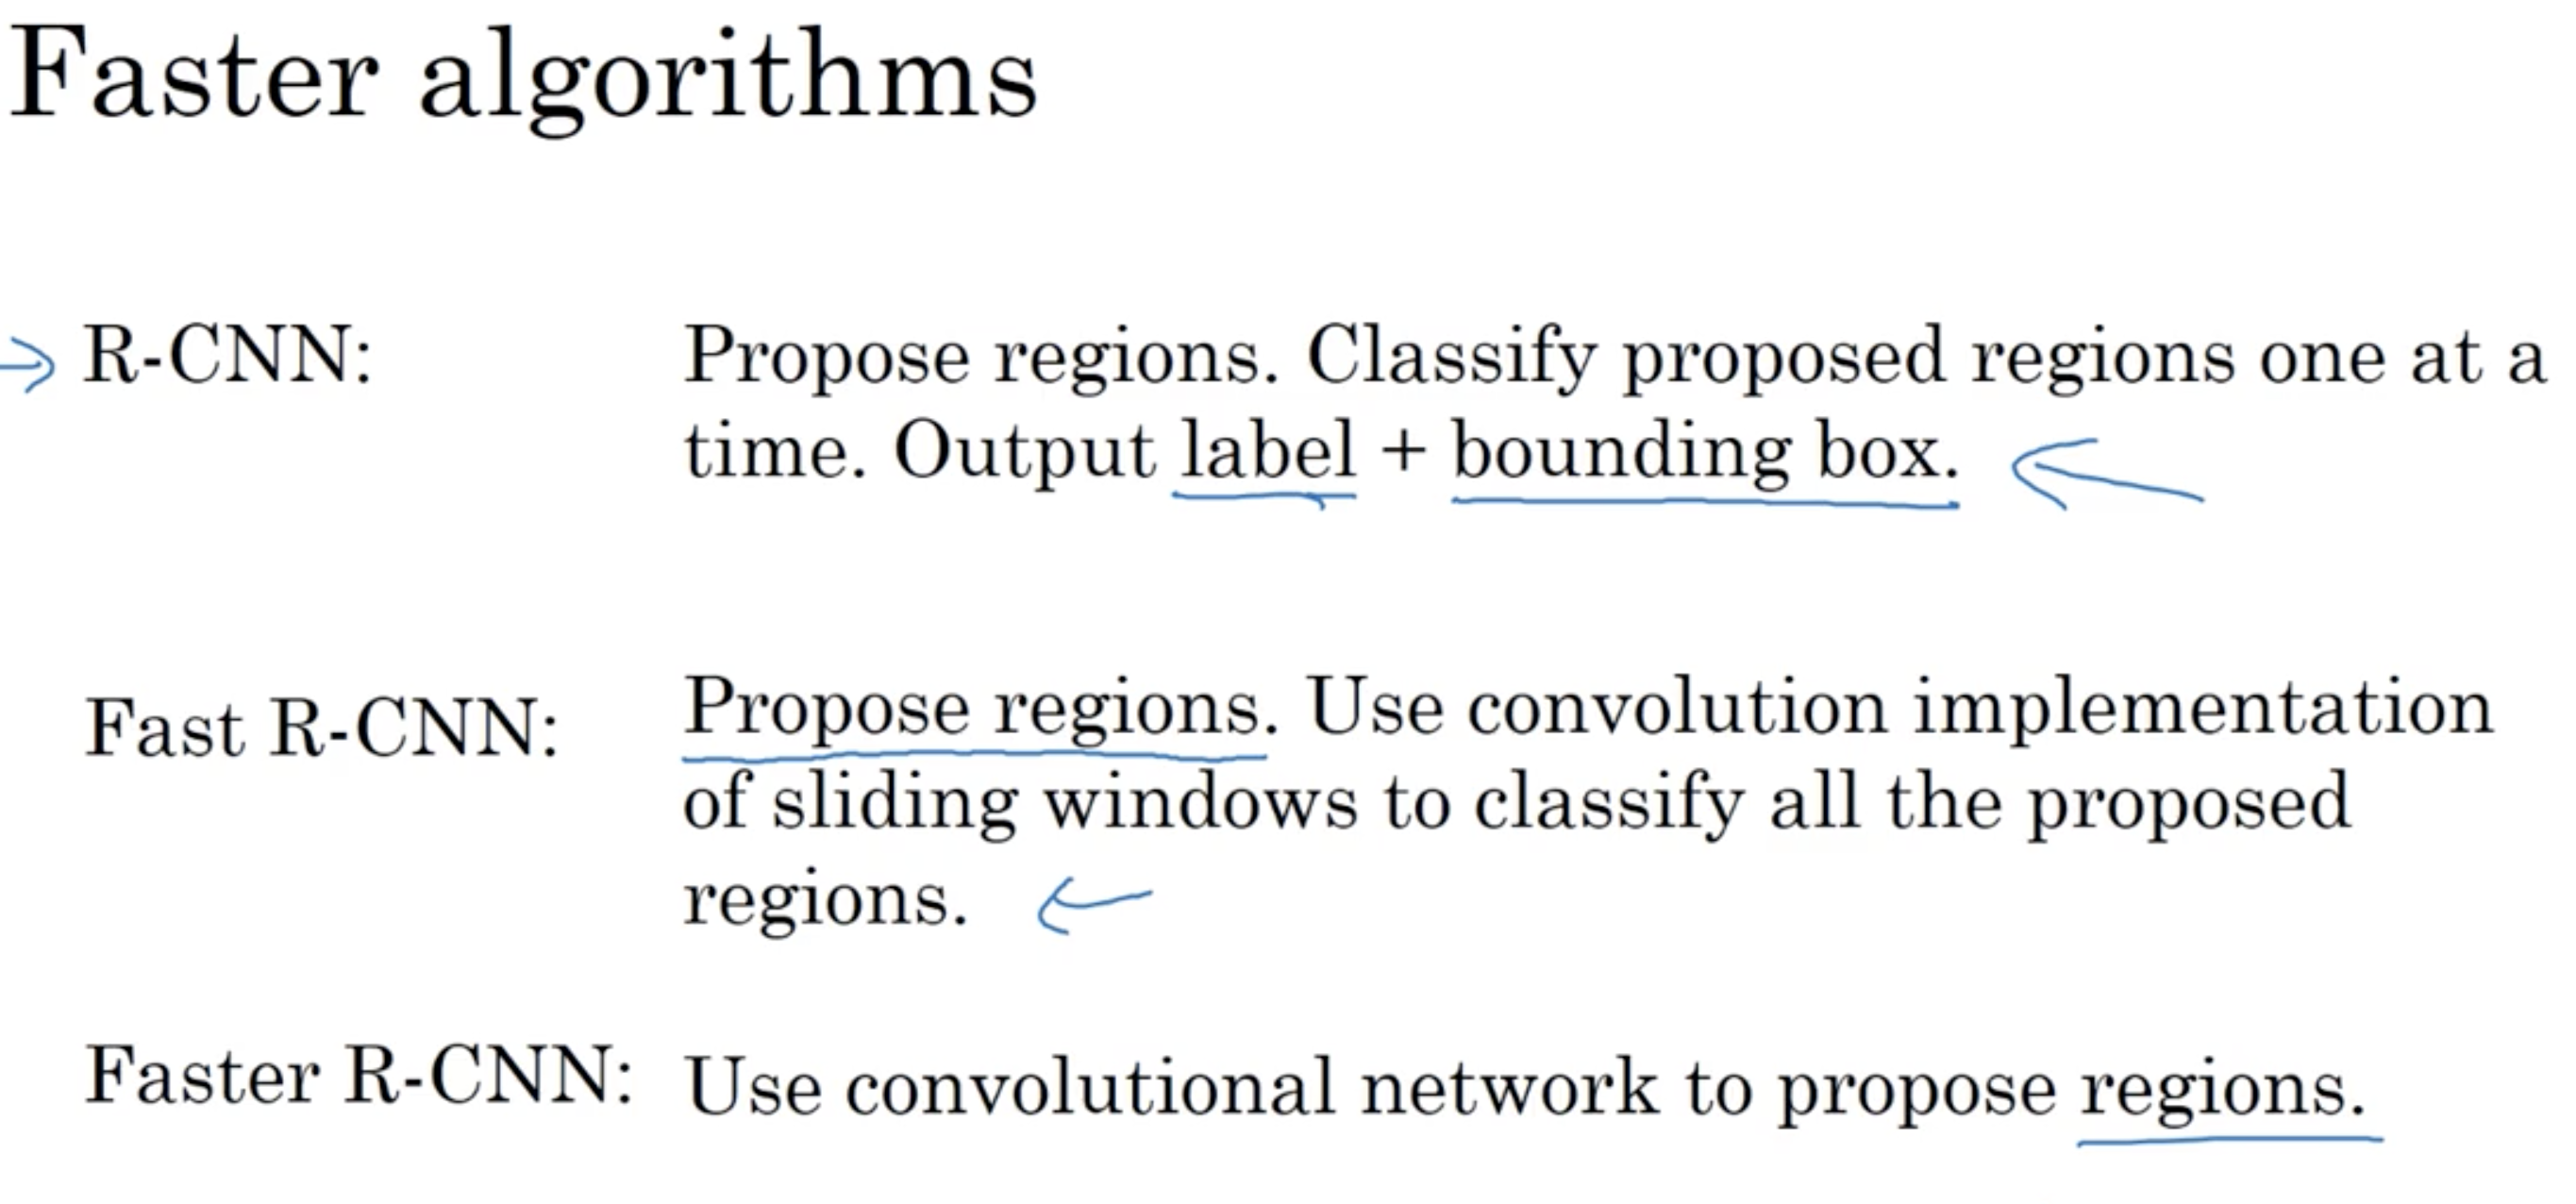 Faster algorithms
R-CNN: Propose regions. Classify proposed regions one at a
time. Output label + bounding box.
Fast R-CNN: Propose regions. Use convolution implementation
of sliding windows to classify all the proposed
regions.
Faster R-CNN: Use convolutional network to propose regions.